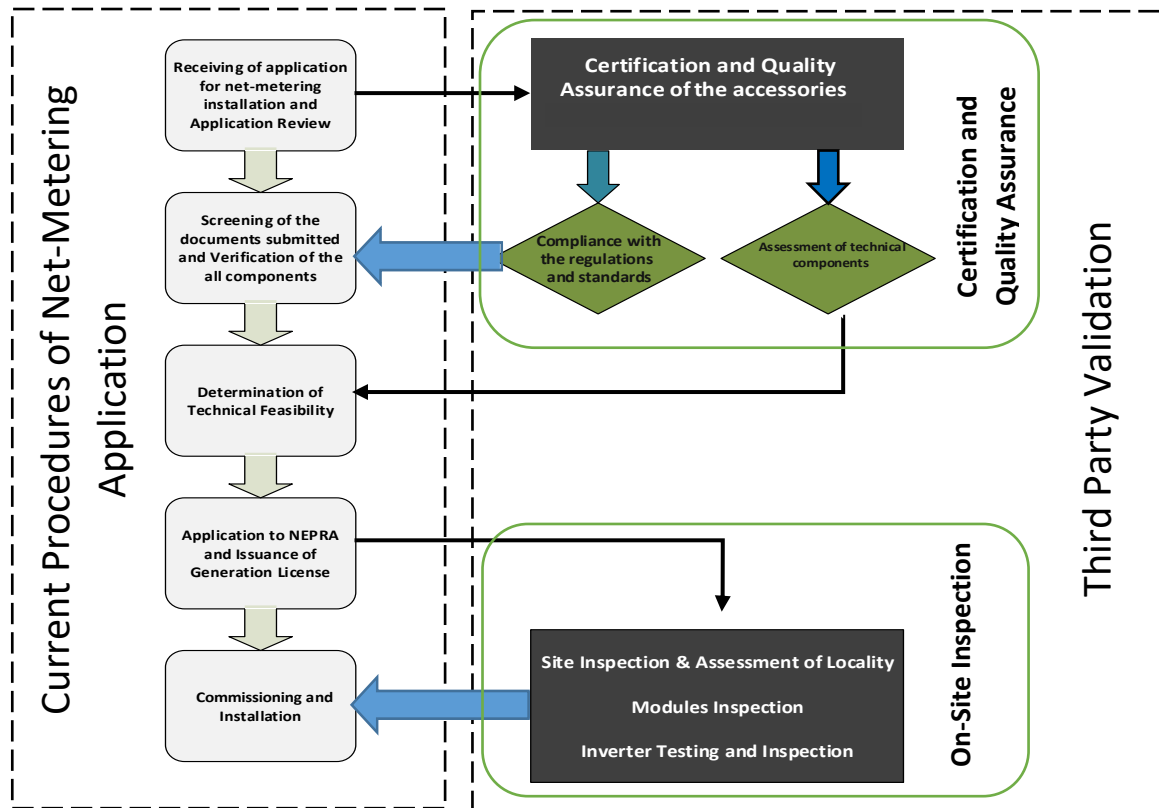 Current Procedures of Net-Metering
Application
Receiving of application
for net-metering
installation and
Application Review
Screening of the
documents submitted
and Verification of the
all components
Determination of
Technical Feasibility
Application to NEPRA
and Issuance of
Generation License
Commissioning and
Installation
Certification and Quality
Assurance of the accessories
Compliance with
the regulations
and standards
Assessment of technical
components
Certification and
Quality Assurance
Site Inspection & Assessment of Locality
Modules Inspection
Inverter Testing and Inspection
On-Site Inspection
Third Party Validation